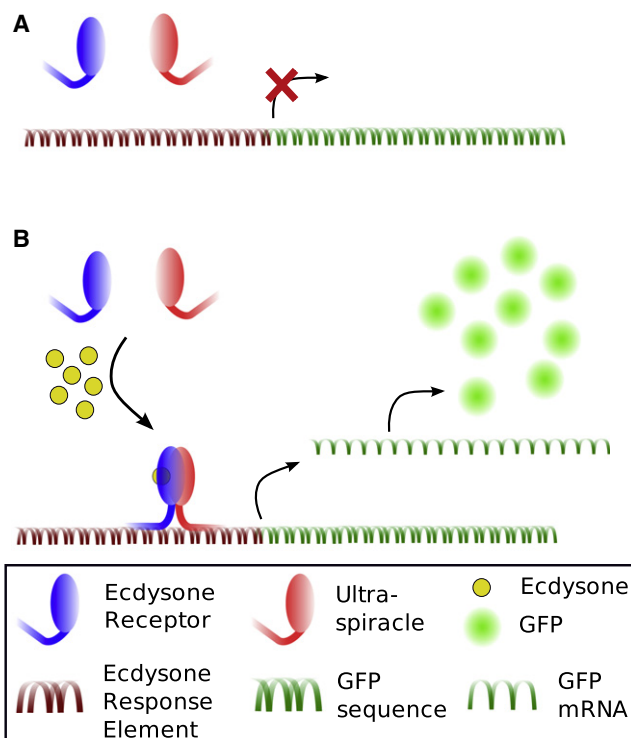 A
B
Ecdysone
Receptor
Ultra-
spiracle
Ecdysone
GFP
Ecdysone
Response
Element
GFP
sequence
GFP
mRNA